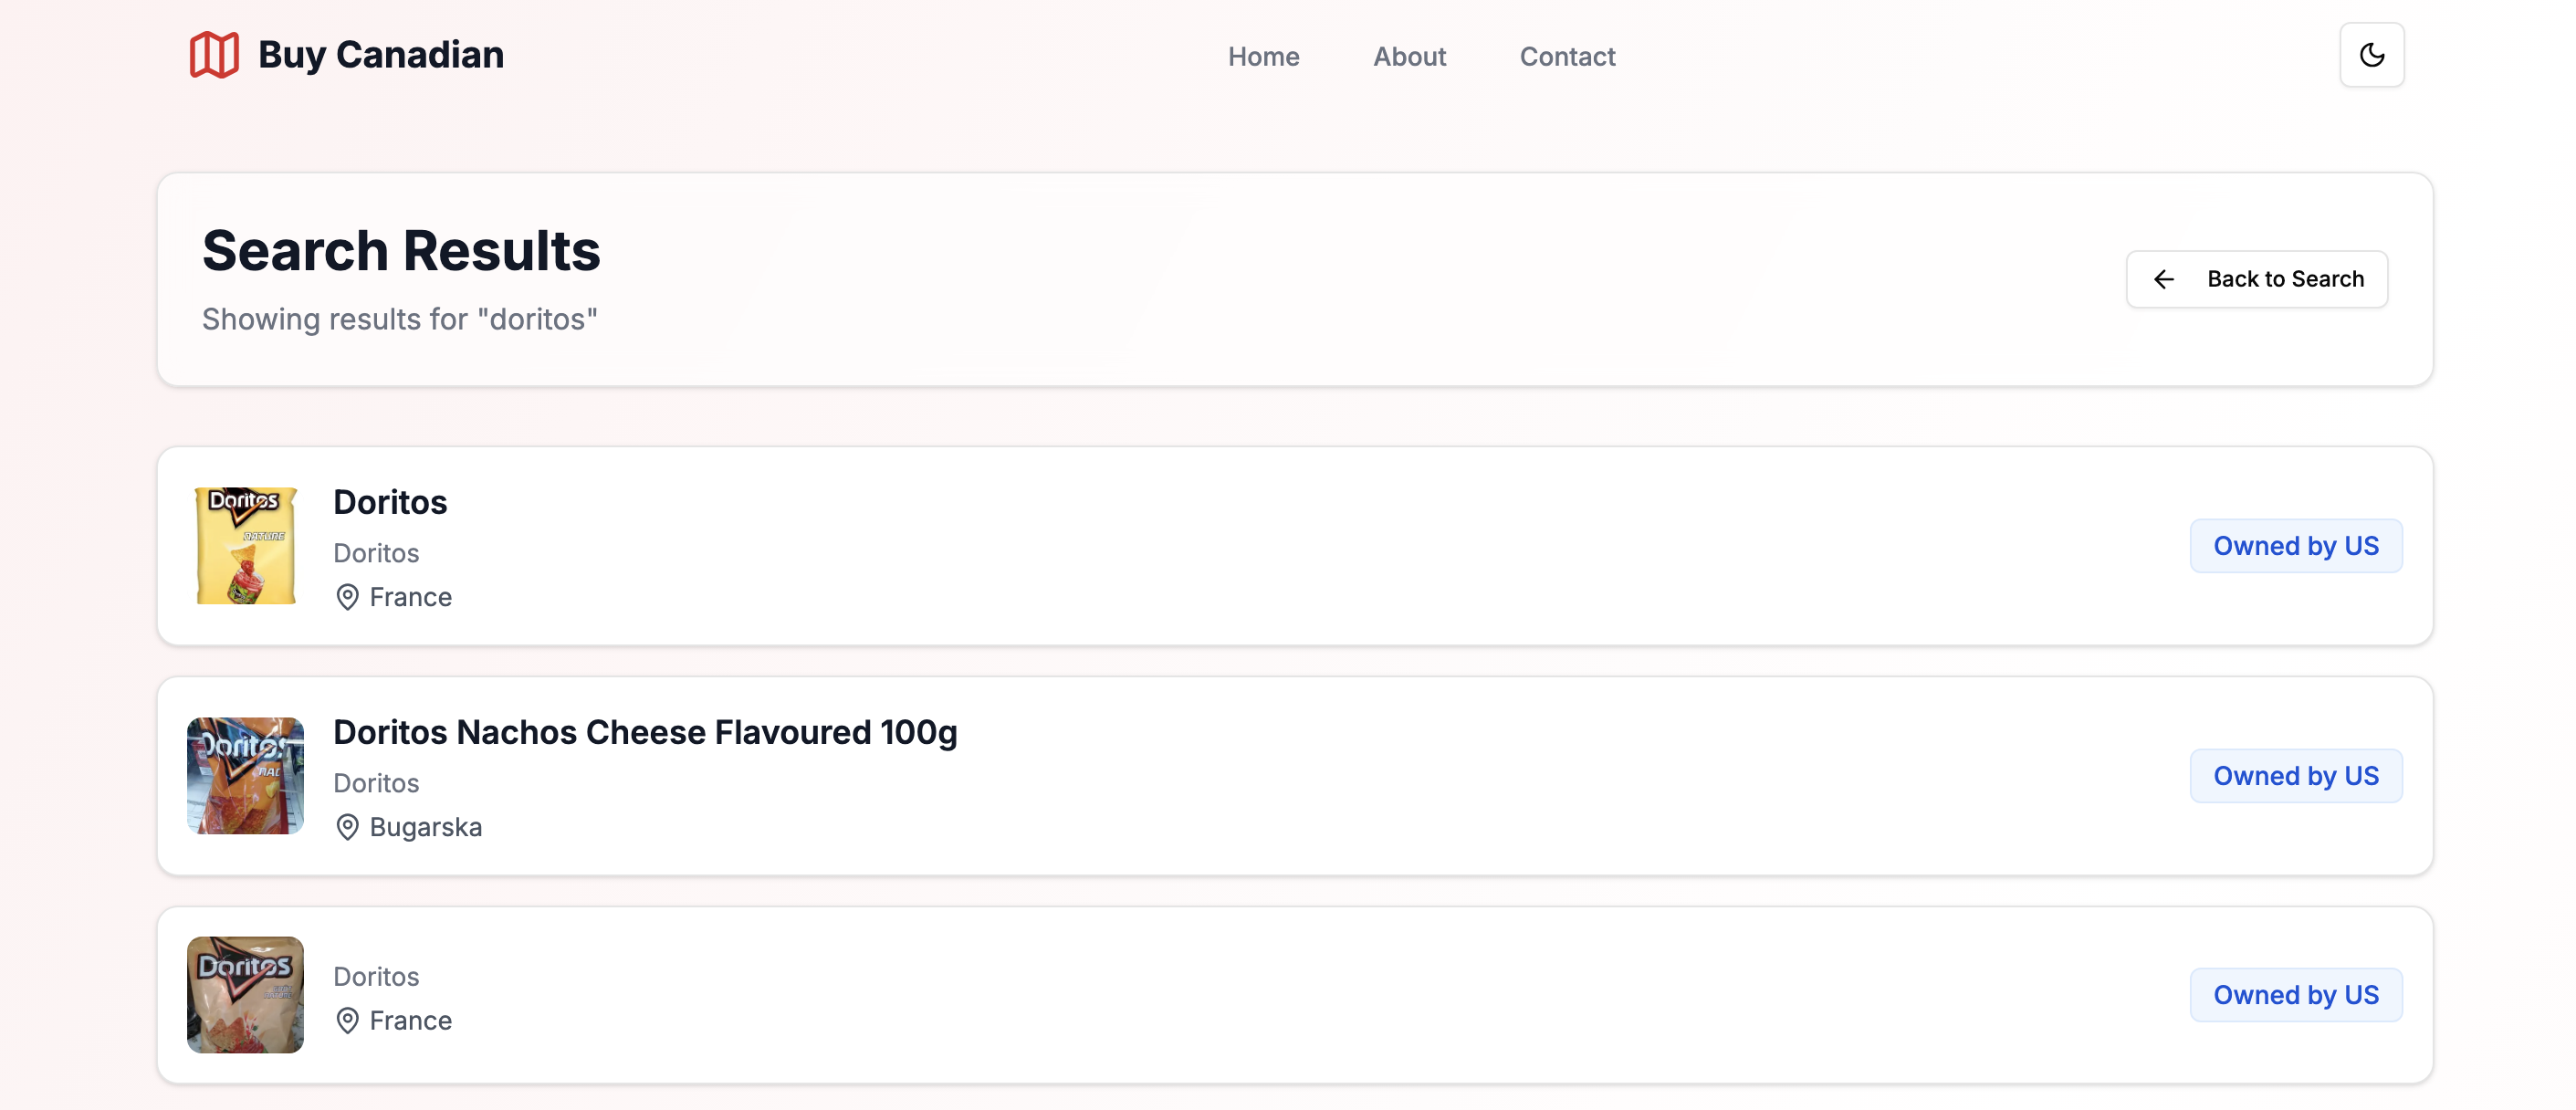 Buy Canadian
Home About Contact
Search Results
Showing results for "doritos"
Back to Search
Doritos
NATURE
Doritos
Doritos
France
Owned by US
Doritos
Doritos Nachos Cheese Flavoured 100g
Doritos
Bugarska
Owned by US
Doritos
Doritos
France
Owned by US